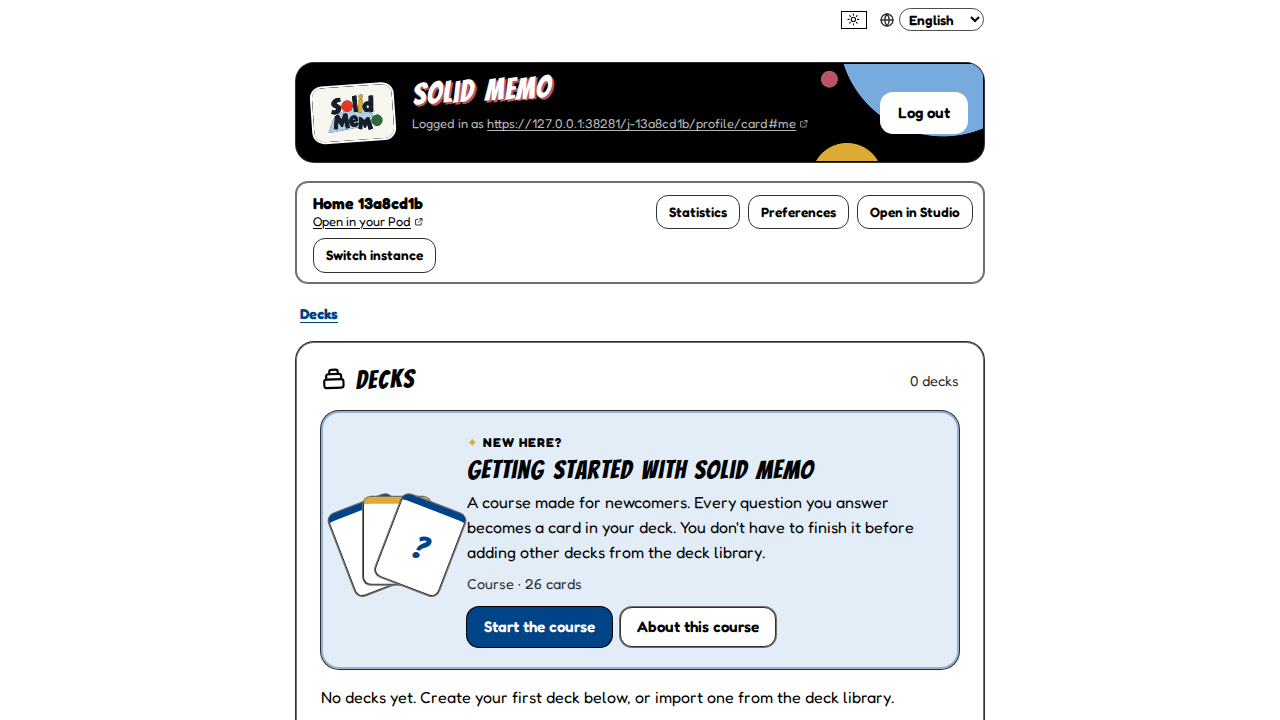 English
Solid Memo
SOLID MEMO
Logged in as https://127.0.0.1:38281/j-13a8cd1b/profile/card#me
Log out
Home 13a8cd1b
Open in your Pod
Statistics
Preferences
Open in Studio
Switch instance
Decks
DECKS
0 decks
NEW HERE?
GETTING STARTED WITH SOLID MEMO
A course made for newcomers. Every question you answer
becomes a card in your deck. You don't have to finish it before
adding other decks from the deck library.
Course · 26 cards
?
Start the course
About this course
No decks yet. Create your first deck below, or import one from the deck library.